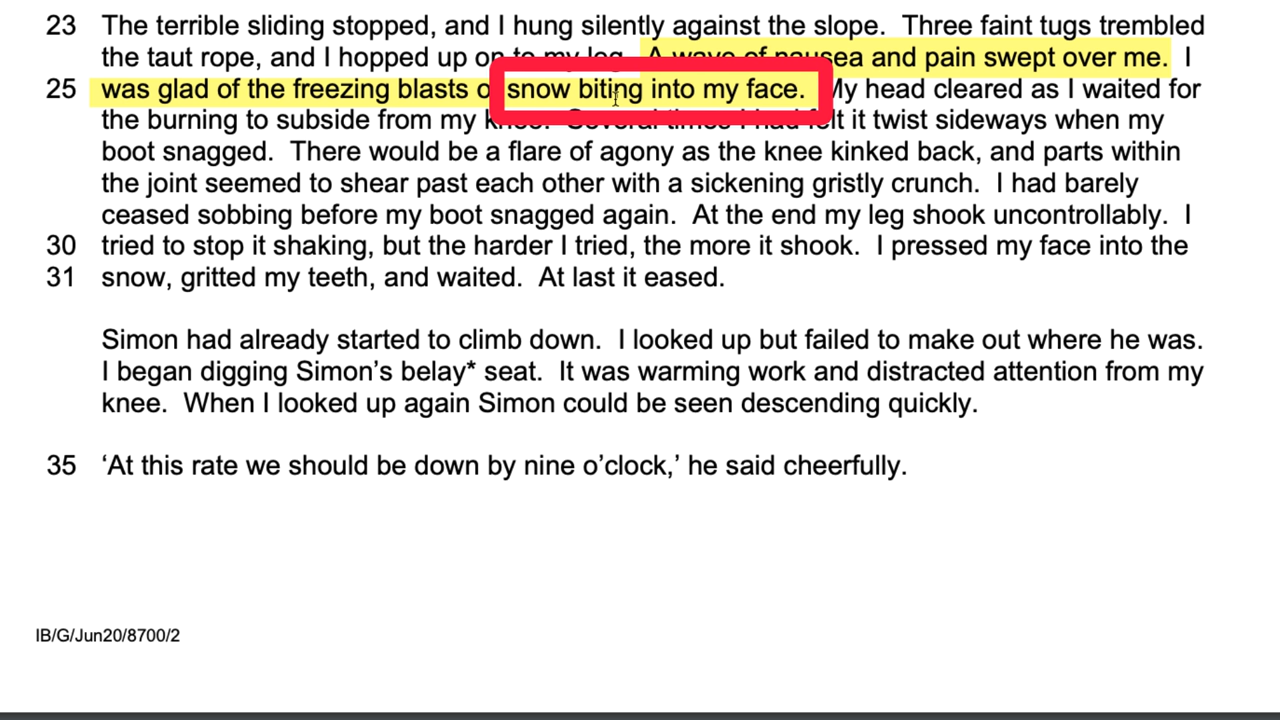 23 The terrible sliding stopped, and I hung silently against the slope. Three faint tugs trembled
the taut rope, and I hopped up on to my leg. A wave of nausea and pain swept over me. I
25 was glad of the freezing blasts o snow biting into my face. My head cleared as I waited for
the burning to subside from my knee. Several times I had felt it twist sideways when my
boot snagged. There would be a flare of agony as the knee kinked back, and parts within
the joint seemed to shear past each other with a sickening gristly crunch. I had barely
ceased sobbing before my boot snagged again. At the end my leg shook uncontrollably. I
30 tried to stop it shaking, but the harder I tried, the more it shook. I pressed my face into the
31 snow, gritted my teeth, and waited. At last it eased.
Simon had already started to climb down. I looked up but failed to make out where he was.
I began digging Simon’s belay* seat. It was warming work and distracted attention from my
knee. When I looked up again Simon could be seen descending quickly.
35 ‘At this rate we should be down by nine o’clock,’ he said cheerfully.
IB/G/Jun20/8700/2